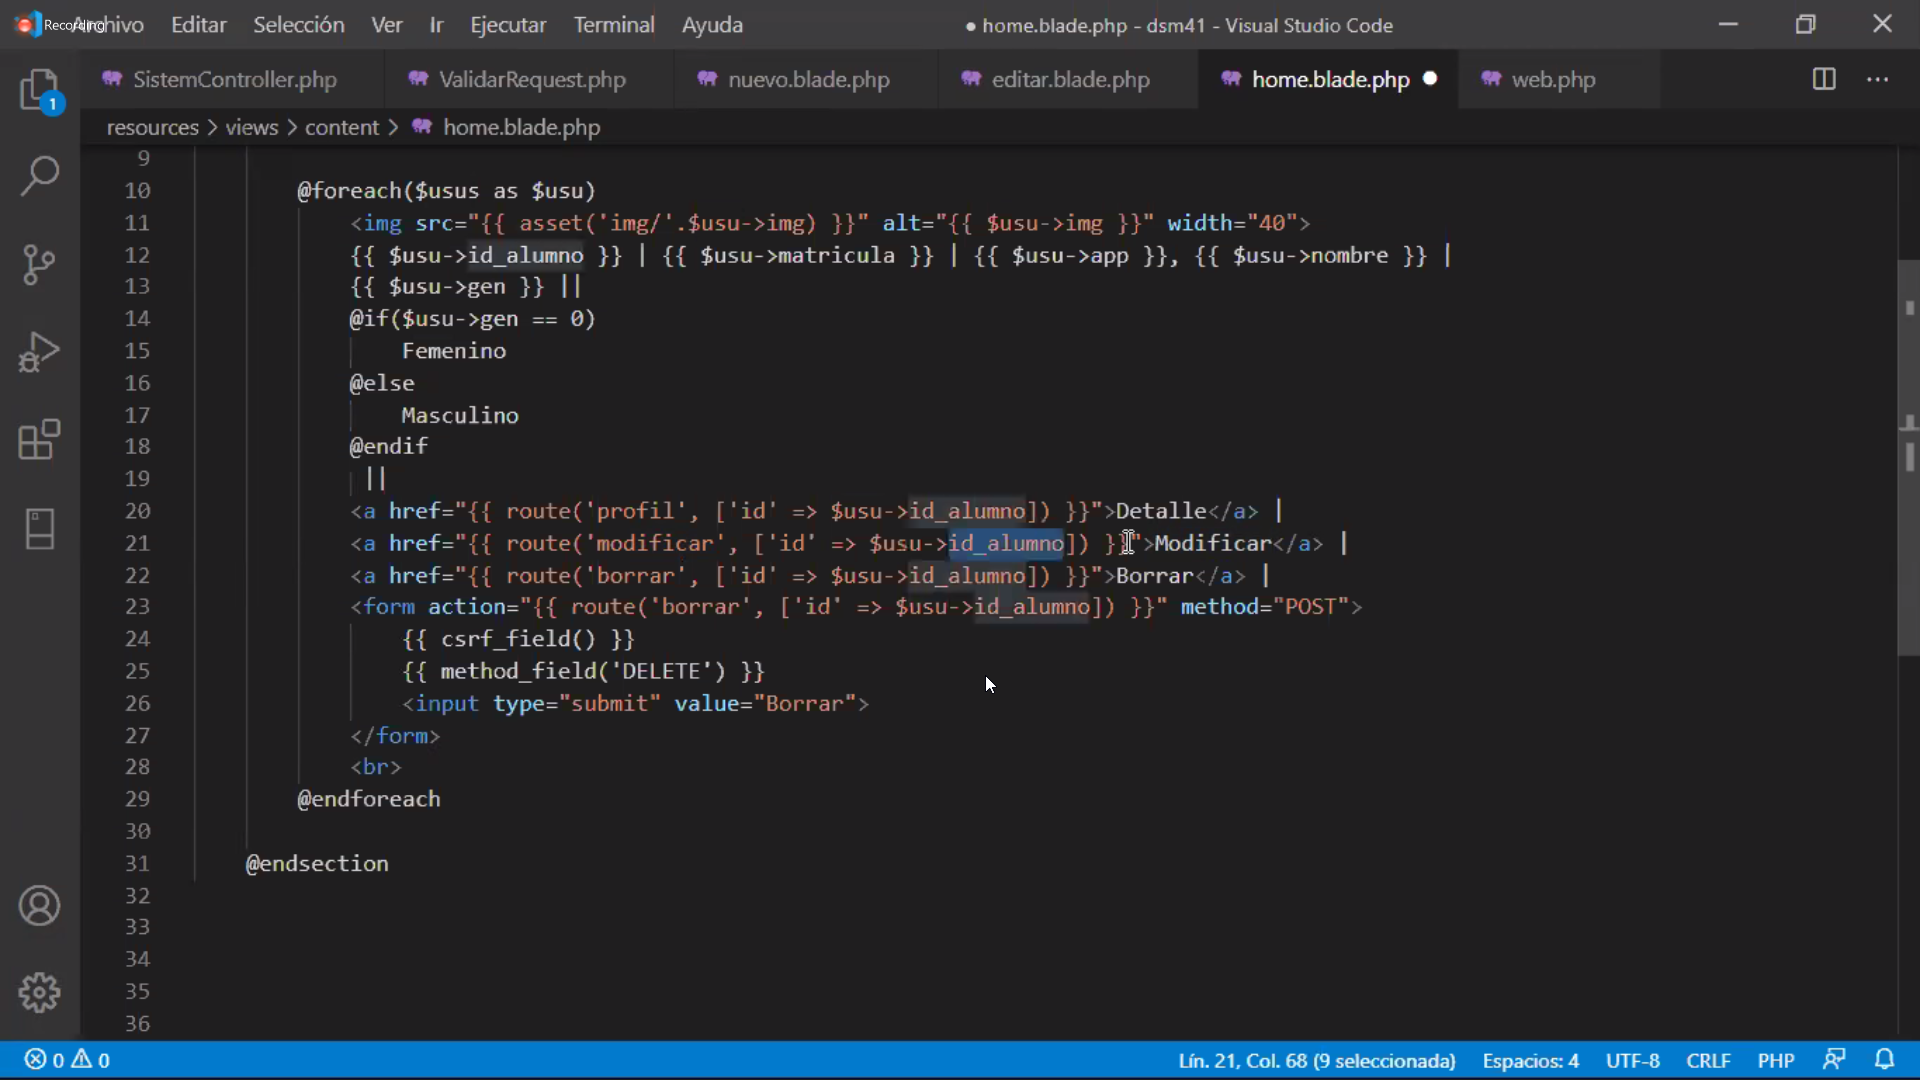 Recording Archivo Editar Selección Ver Ir Ejecutar Terminal Ayuda ● home.blade.php - dsm41 - Visual Studio Code
SistemController.php ValidarRequest.php nuevo.blade.php editar.blade.php home.blade.php ● web.php
1
resources > views > content > home.blade.php
9
10 @foreach($usus as $usu)
11 <img src="{{ asset('img/'.$usu->img) }}" alt="{{ $usu->img }}" width="40">
12 {{ $usu->id_alumno }} | {{ $usu->matricula }} | {{ $usu->app }}, {{ $usu->nombre }} |
13 {{ $usu->gen }} ||
14 @if($usu->gen == 0)
15 Femenino
16 @else
17 Masculino
18 @endif
19 ||
20 <a href="{{ route('profil', ['id' => $usu->id_alumno]) }}">Detalle</a> |
21 <a href="{{ route('modificar', ['id' => $usu->id_alumno]) }}">Modificar</a> |
22 <a href="{{ route('borrar', ['id' => $usu->id_alumno]) }}">Borrar</a> |
23 <form action="{{ route('borrar', ['id' => $usu->id_alumno]) }}" method="POST">
24 {{ csrf_field() }}
25 {{ method_field('DELETE') }}
26 <input type="submit" value="Borrar">
27 </form>
28 <br>
29 @endforeach
30
31 @endsection
32
33
34
35
36
0 0 Lín. 21, Col. 68 (9 seleccionada) Espacios: 4 UTF-8 CRLF PHP